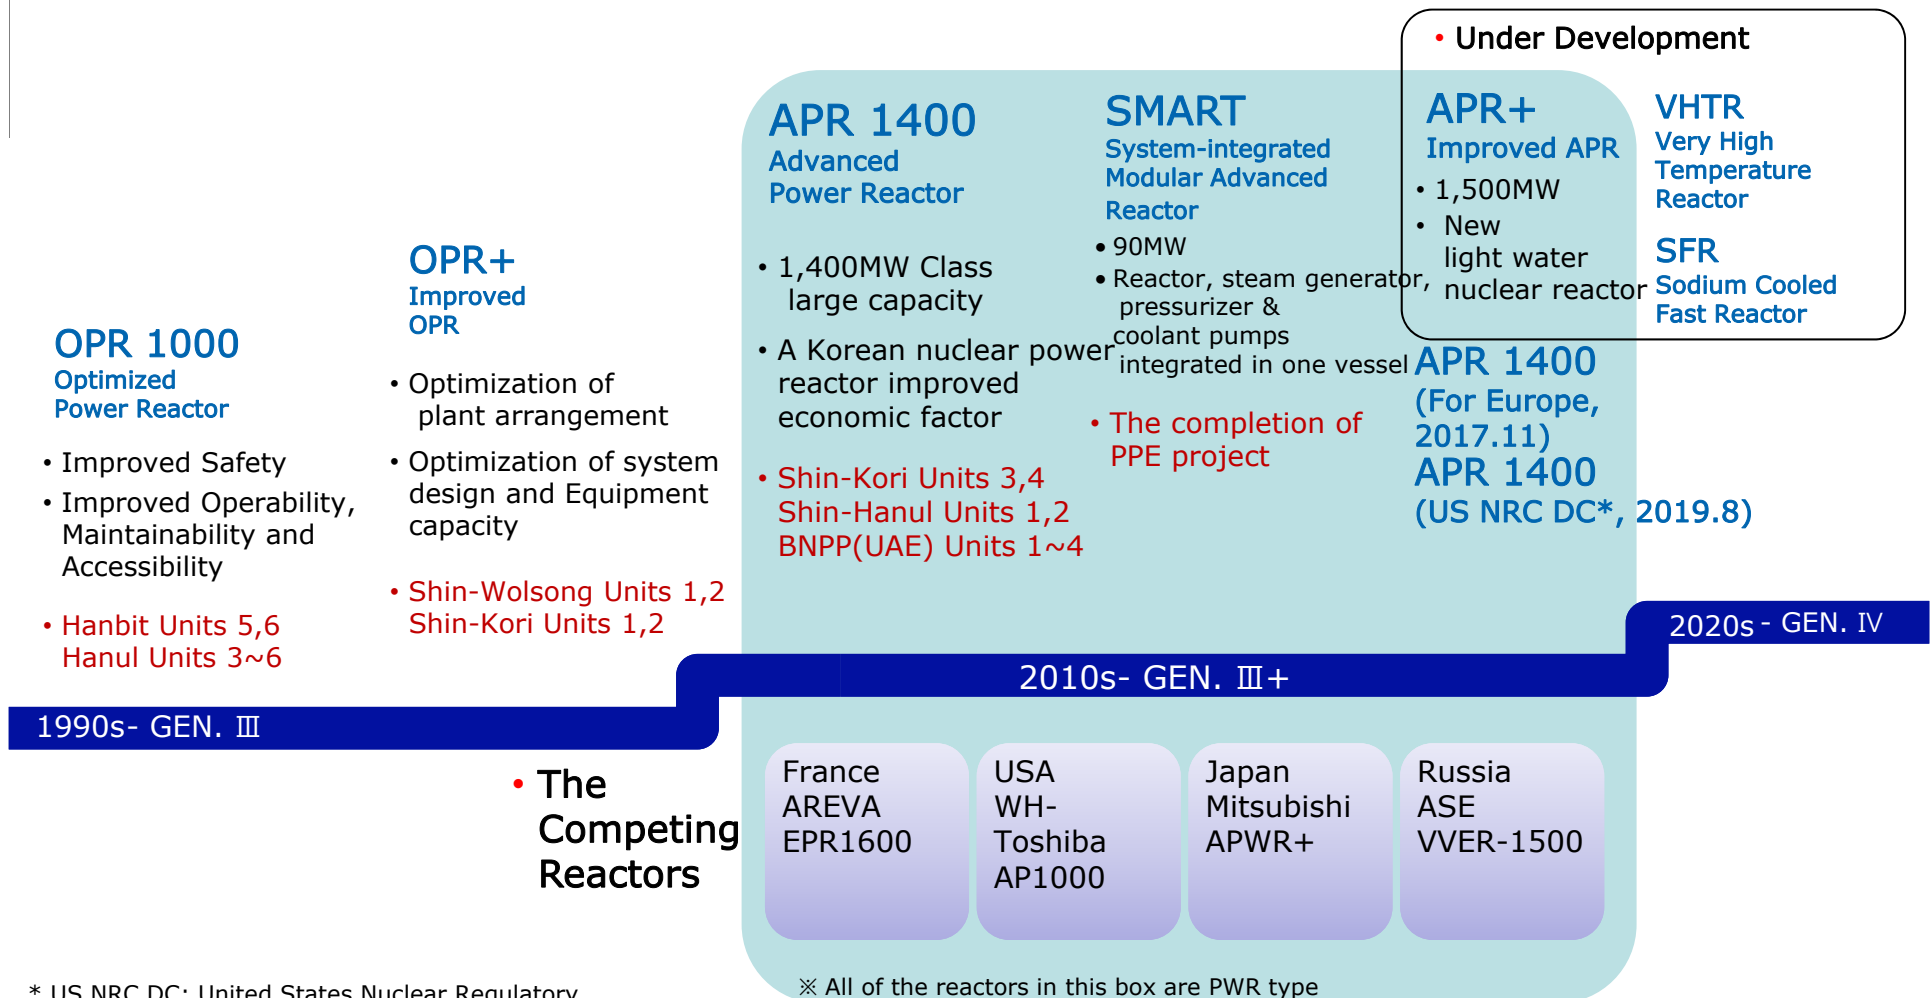 • Under Development
APR 1400
Advanced
Power Reactor
• 1,400MW Class
large capacity
• A Korean nuclear power
reactor improved
economic factor
• Shin-Kori Units 3,4
Shin-Hanul Units 1,2
BNPP(UAE) Units 1~4
SMART
System-integrated
Modular Advanced
Reactor
• 90MW
• Reactor, steam generator,
pressurizer &
coolant pumps
integrated in one vessel
• The completion of
PPE project
APR+
Improved APR
• 1,500MW
• New
light water
nuclear reactor
VHTR
Very High
Temperature
Reactor
SFR
Sodium Cooled
Fast Reactor
APR 1400
(For Europe,
2017.11)
APR 1400
(US NRC DC*, 2019.8)
OPR+
Improved
OPR
• Optimization of
plant arrangement
• Optimization of system
design and Equipment
capacity
• Shin-Wolsong Units 1,2
Shin-Kori Units 1,2
OPR 1000
Optimized
Power Reactor
• Improved Safety
• Improved Operability,
Maintainability and
Accessibility
• Hanbit Units 5,6
Hanul Units 3~6
1990s- GEN. Ⅲ
2010s- GEN. Ⅲ+
2020s - GEN. Ⅳ
• The
Competing
Reactors
France
AREVA
EPR1600
USA
WH-
Toshiba
AP1000
Japan
Mitsubishi
APWR+
Russia
ASE
VVER-1500
* US NRC DC: United States Nuclear Regulatory
※ All of the reactors in this box are PWR type